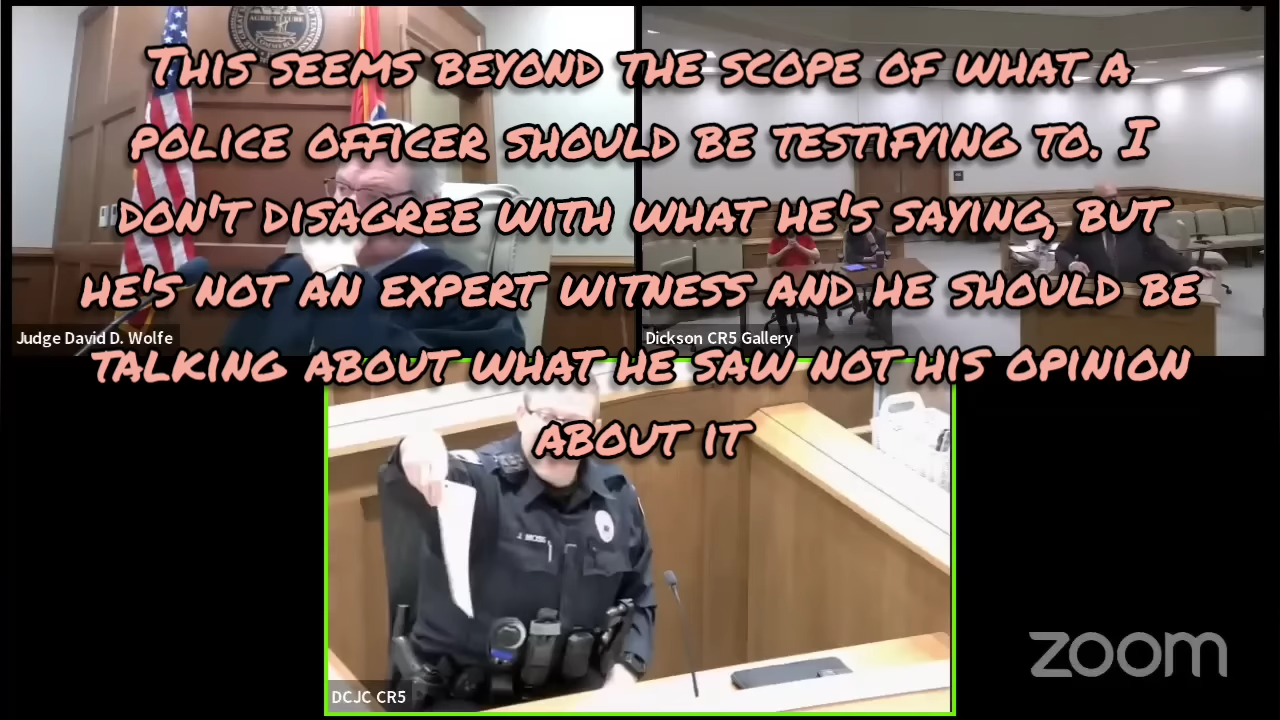 AGRICULTURE
COMMERCE
THIS SEEMS BEYOND THE SCOPE OF WHAT A
POLICE OFFICER SHOULD BE TESTIFYING TO. I
DON'T DISAGREE WITH WHAT HE'S SAYING, BUT
HE'S NOT AN EXPERT WITNESS AND HE SHOULD BE
TALKING ABOUT WHAT HE SAW NOT HIS OPINION
ABOUT IT
Judge David D. Wolfe
Dickson CR5 Gallery
DCJC CR5
zoom